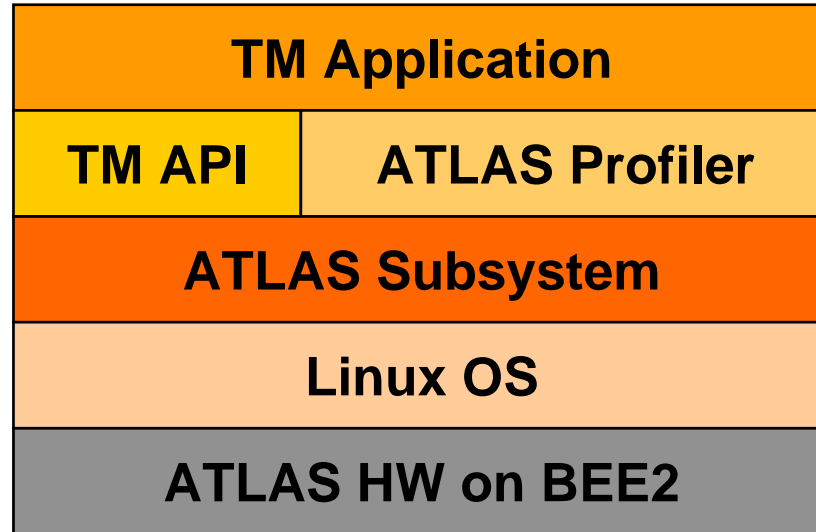 TM Application
TM API
ATLAS Profiler
ATLAS Subsystem
Linux OS
ATLAS HW on BEE2